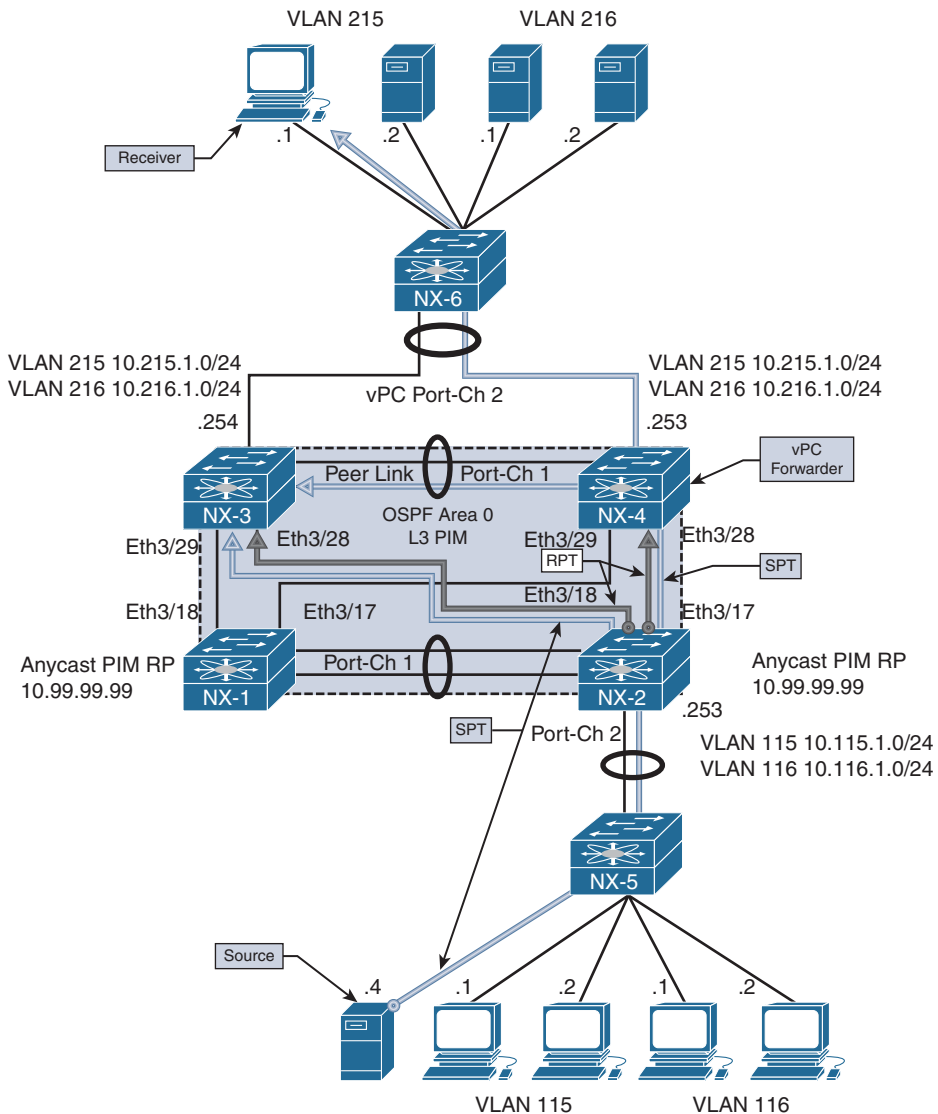 VLAN 215
VLAN 216
Receiver
.1
.2
.1
.2
NX-6
VLAN 215 10.215.1.0/24
VLAN 216 10.216.1.0/24
.254
vPC Port-Ch 2
VLAN 215 10.215.1.0/24
VLAN 216 10.216.1.0/24
.253
vPC
Forwarder
Peer Link
Port-Ch 1
NX-3
NX-4
OSPF Area 0
L3 PIM
Eth3/29
Eth3/28
Eth3/29
Eth3/28
RPT
SPT
Eth3/18
Eth3/17
Eth3/18
Eth3/17
Anycast PIM RP
10.99.99.99
NX-1
Port-Ch 1
NX-2
Anycast PIM RP
10.99.99.99
.253
SPT
Port-Ch 2
VLAN 115 10.115.1.0/24
VLAN 116 10.116.1.0/24
NX-5
Source
.4
.1
.2
.1
.2
VLAN 115
VLAN 116